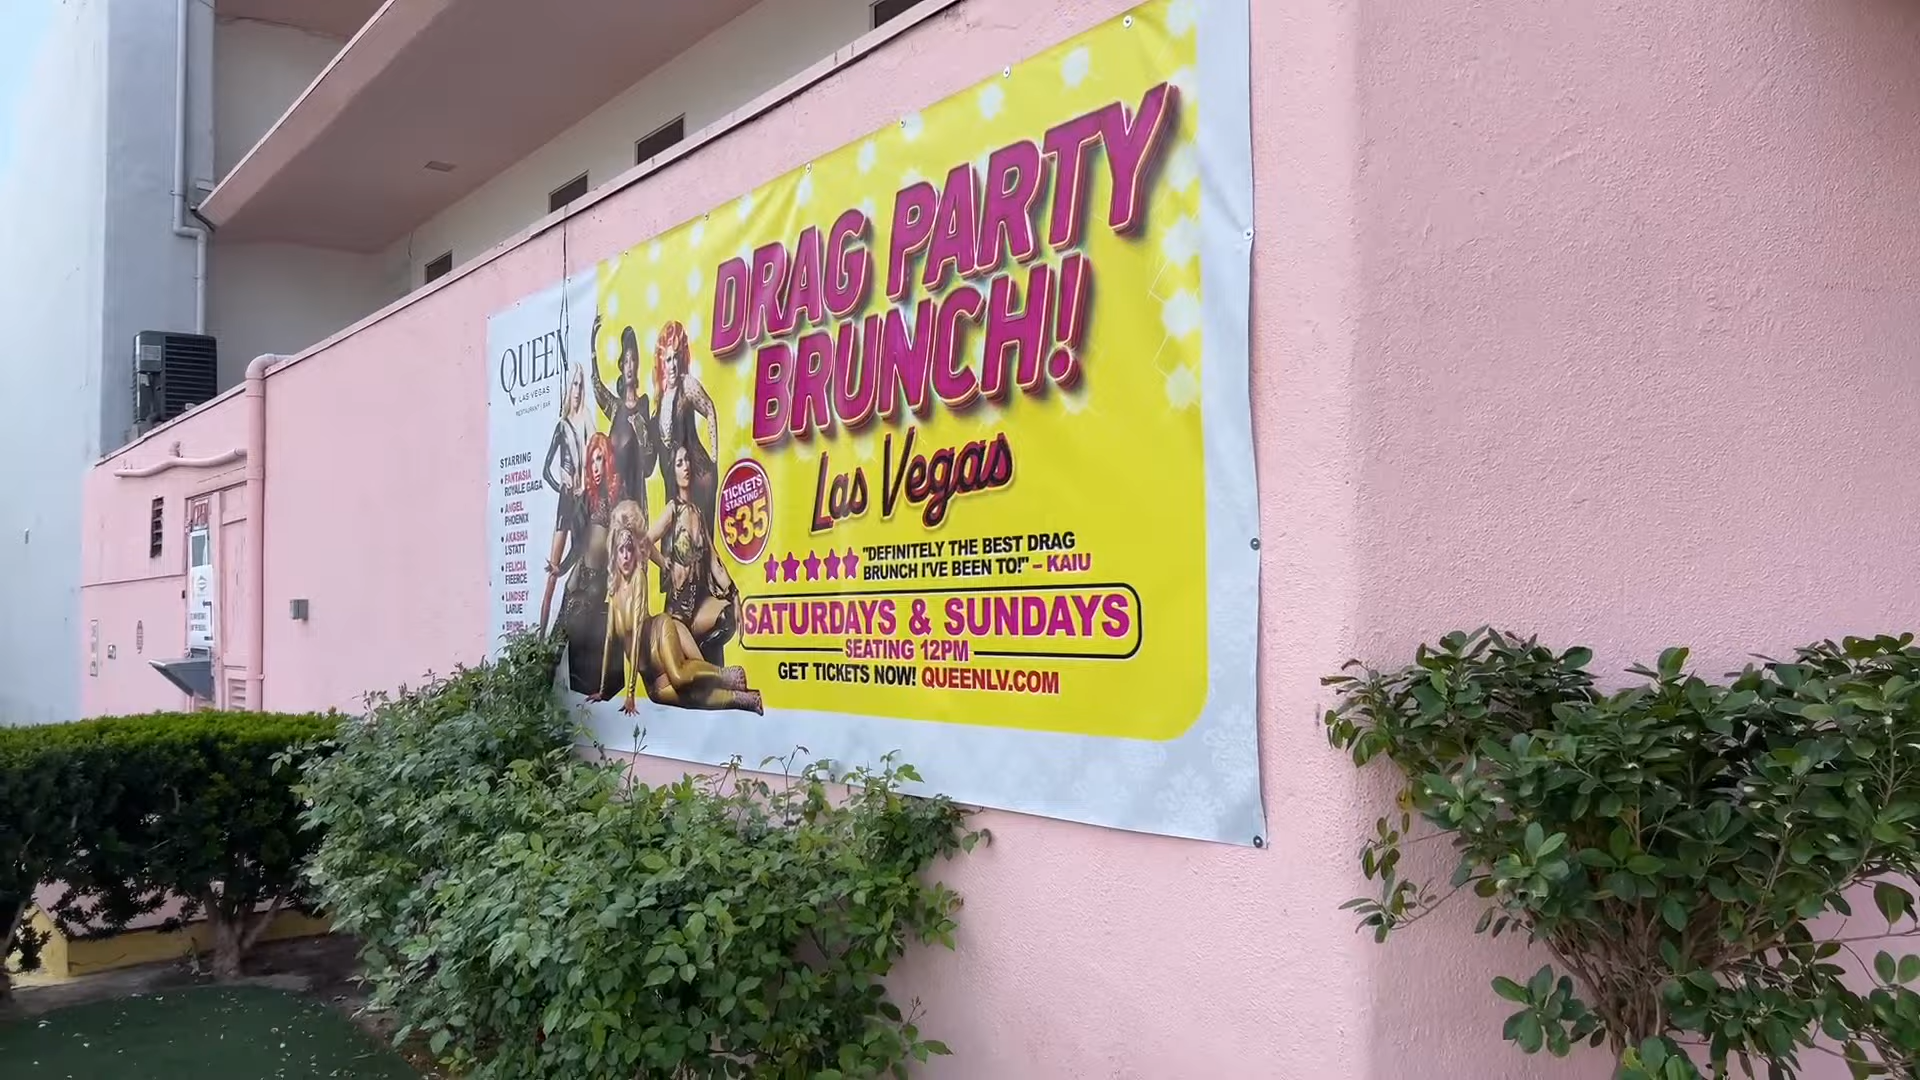 QUEEN
LAS VEGAS
RESTAURANT | BAR
STARRING
• FANTASIA
ROYALE GAGA
• ANGEL
PHOENIX
• AKASHA
L'STATT
• FELICIA
FIEERCE
• LINDSEY
LARUE
DRAG PARTY
BRUNCH!
Las Vegas
TICKETS
STARTING AT
$35
"DEFINITELY THE BEST DRAG
BRUNCH I'VE BEEN TO!" – KAIU
SATURDAYS & SUNDAYS
SEATING 12PM
GET TICKETS NOW! QUEENLV.COM